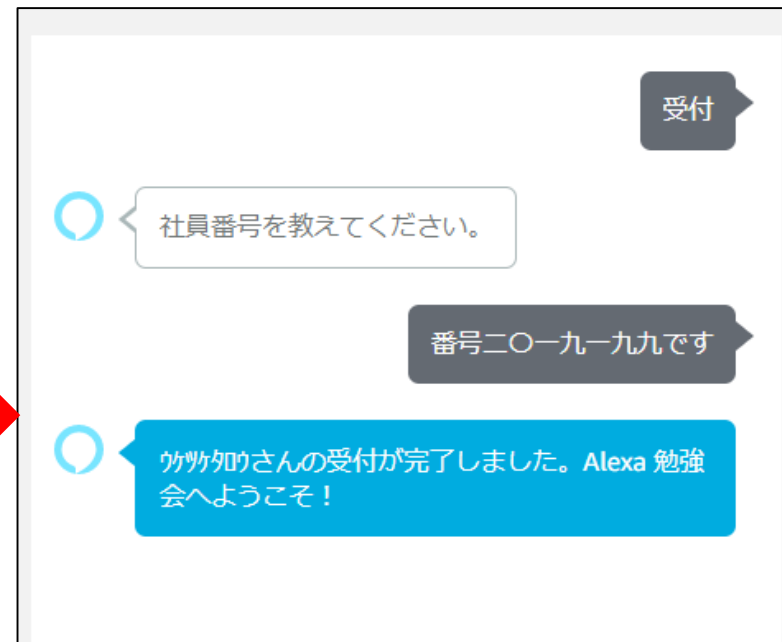 受付
社員番号を教えてください。
番号二〇一九一九九です
ｳｹﾂｹﾀﾛｳさんの受付が完了しました。Alexa 勉強
会へようこそ！